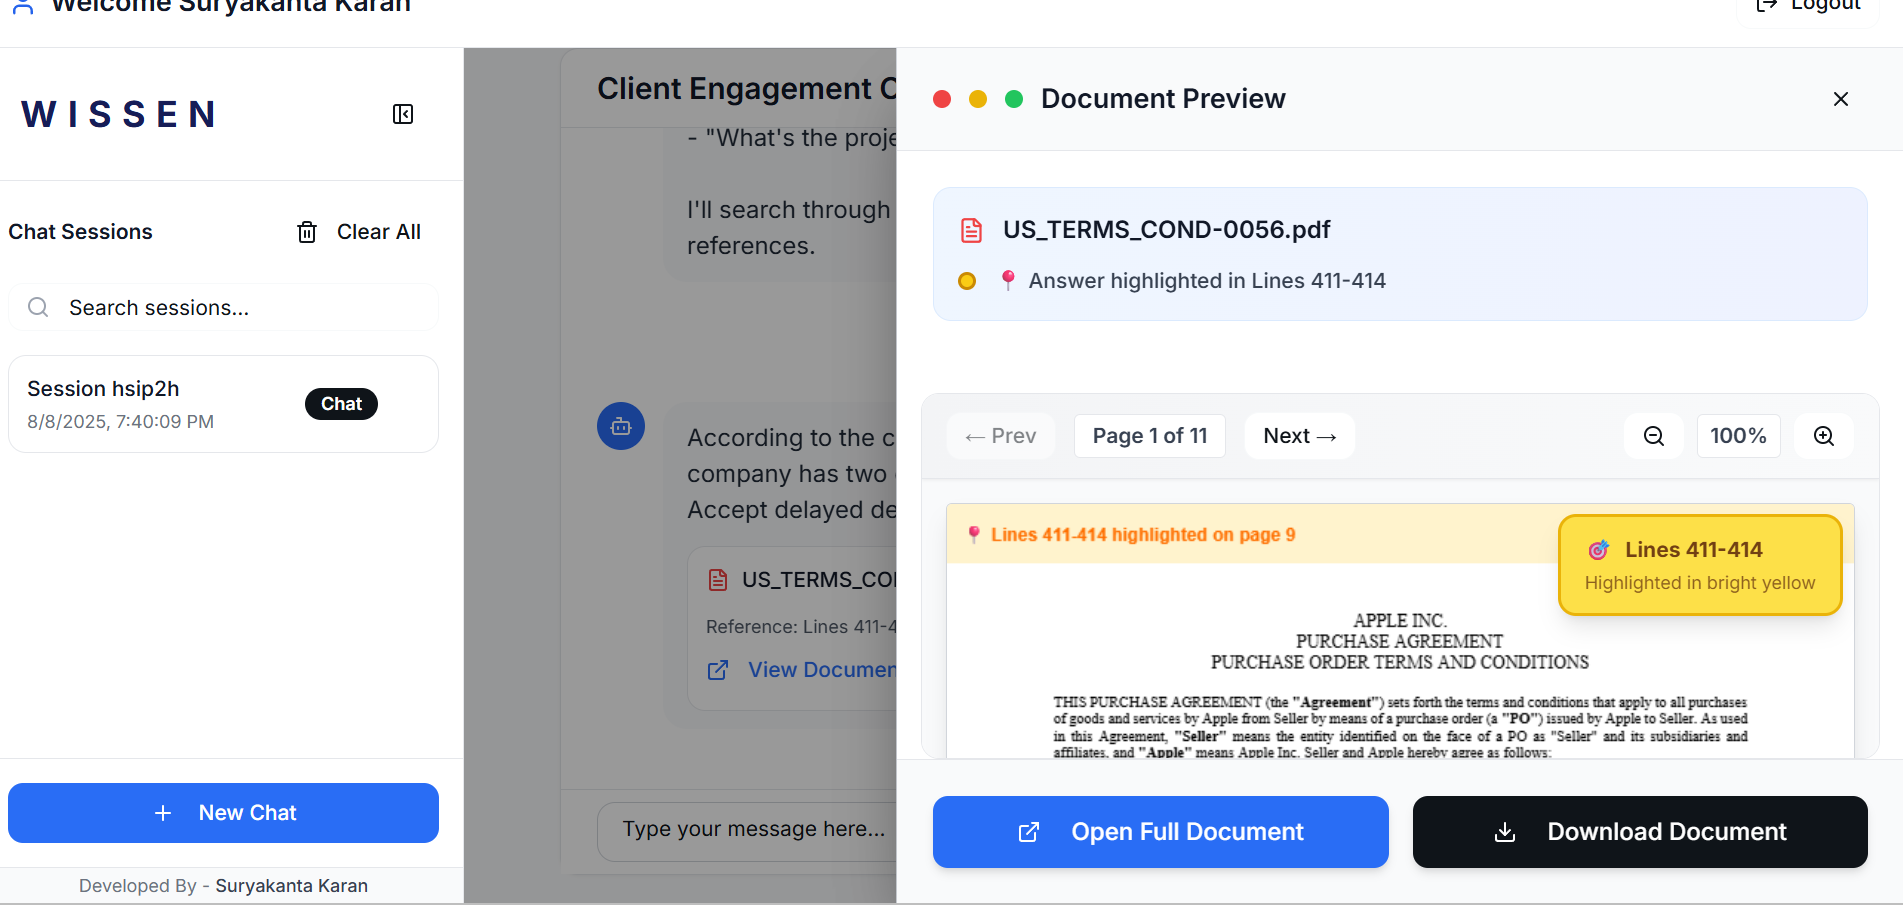 Welcome Suryakanta Karan
Logout
WISSEN
Chat Sessions
Clear All
Search sessions...
Session hsip2h
8/8/2025, 7:40:09 PM
Chat
+ New Chat
Developed By - Suryakanta Karan
Client Engagement C
- "What's the proje
I'll search through
references.
According to the c
company has two
Accept delayed de
US_TERMS_CO
Reference: Lines 411-4
View Documen
Type your message here...
Document Preview
US_TERMS_COND-0056.pdf
Answer highlighted in Lines 411-414
← Prev
Page 1 of 11
Next →
100%
Lines 411-414 highlighted on page 9
Lines 411-414
Highlighted in bright yellow
APPLE INC.
PURCHASE AGREEMENT
PURCHASE ORDER TERMS AND CONDITIONS
THIS PURCHASE AGREEMENT (the "Agreement") sets forth the terms and conditions that apply to all purchases
of goods and services by Apple from Seller by means of a purchase order (a "PO") issued by Apple to Seller. As used
in this Agreement, "Seller" means the entity identified on the face of a PO as "Seller" and its subsidiaries and
affiliates, and "Apple" means Apple Inc. Seller and Apple hereby agree as follows:
Open Full Document
Download Document